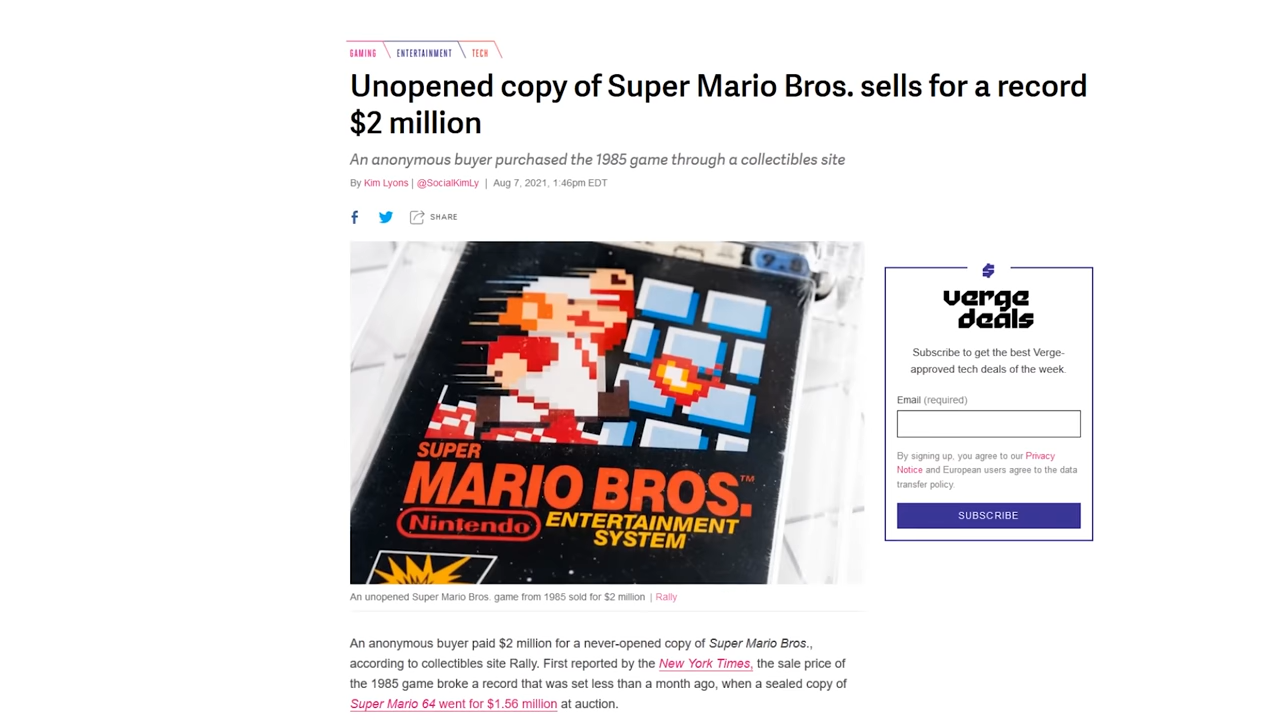 GAMING
ENTERTAINMENT
TECH
Unopened copy of Super Mario Bros. sells for a record
$2 million
An anonymous buyer purchased the 1985 game through a collectibles site
By Kim Lyons | @SocialKimLy | Aug 7, 2021, 1:46pm EDT
SHARE
9.8
SUPER
MARIO BROS.™
Nintendo ENTERTAINMENT
SYSTEM
An unopened Super Mario Bros. game from 1985 sold for $2 million | Rally
An anonymous buyer paid $2 million for a never-opened copy of Super Mario Bros.,
according to collectibles site Rally. First reported by the New York Times, the sale price of
the 1985 game broke a record that was set less than a month ago, when a sealed copy of
Super Mario 64 went for $1.56 million at auction.
verge
deals
Subscribe to get the best Verge-
approved tech deals of the week.
Email (required)
By signing up, you agree to our Privacy
Notice and European users agree to the data
transfer policy.
SUBSCRIBE